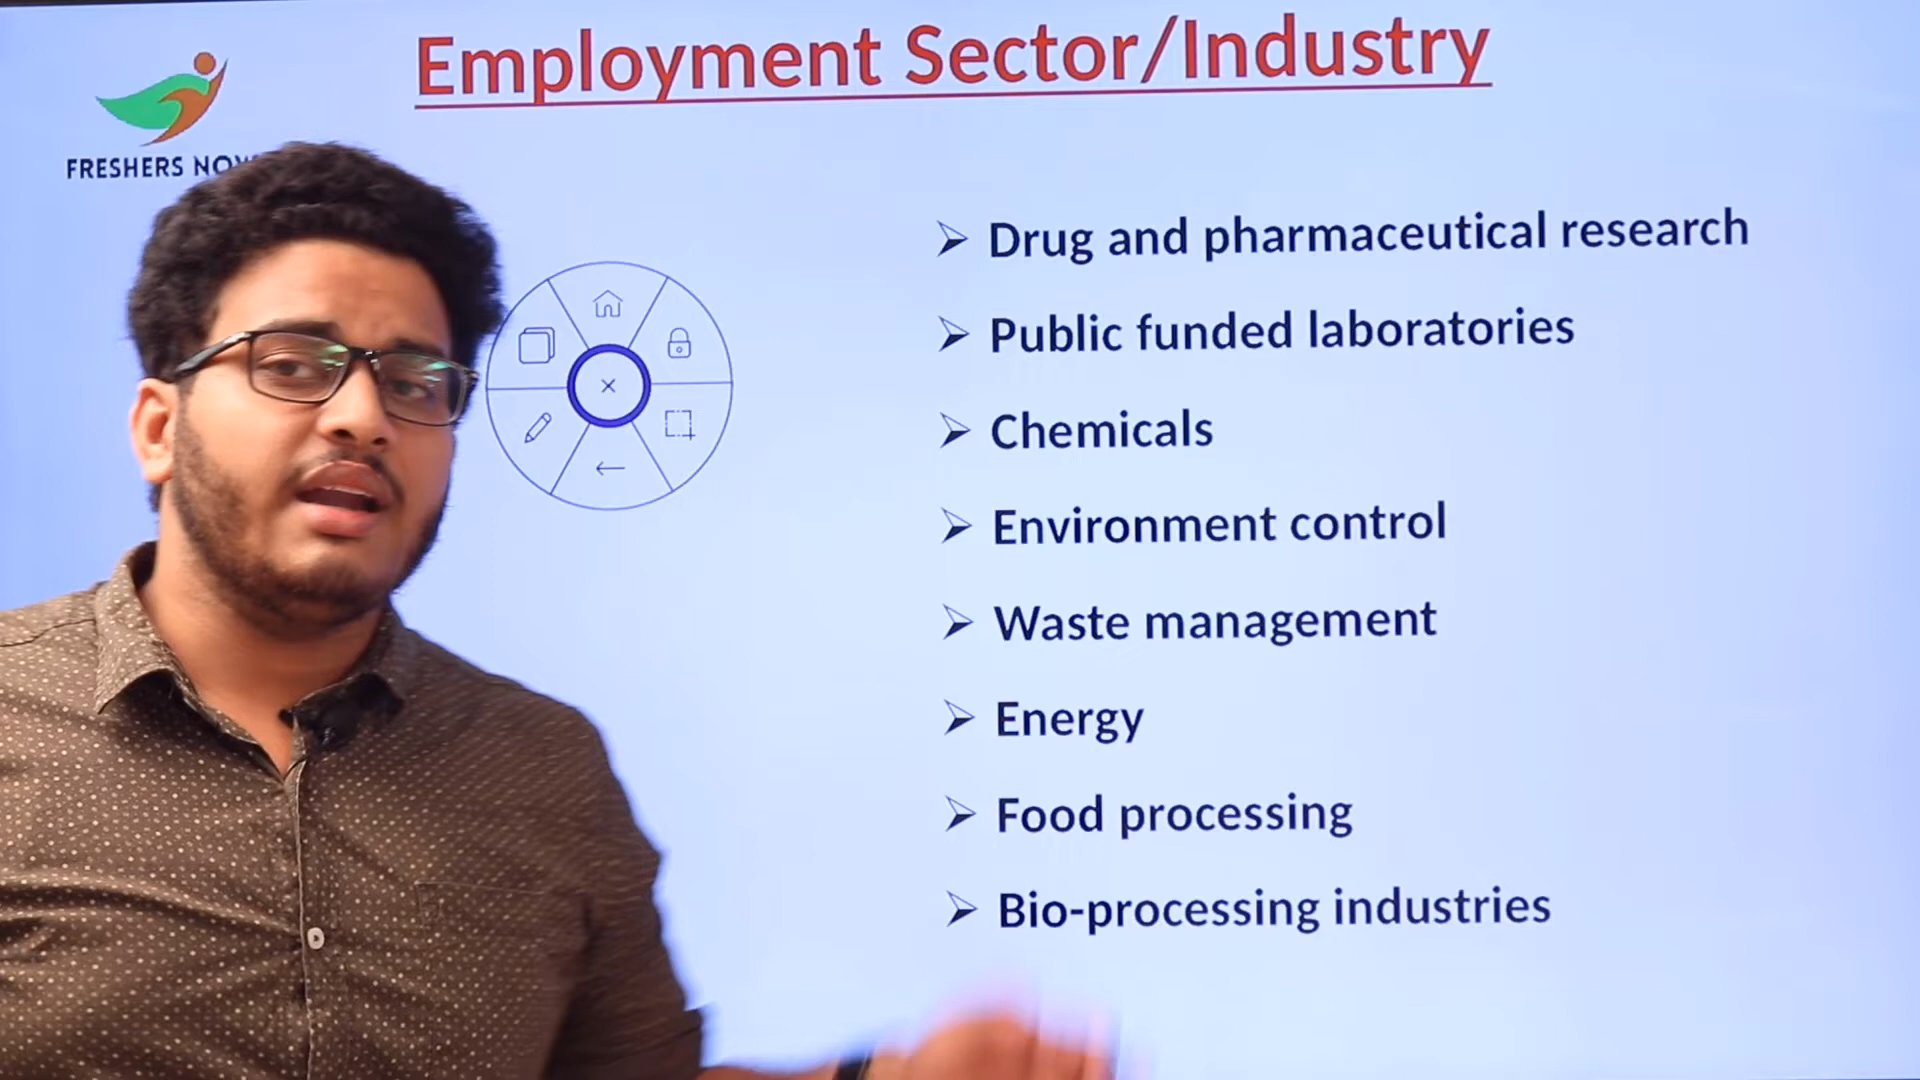 Employment Sector/Industry
FRESHERS NOW
Drug and pharmaceutical research
Public funded laboratories
Chemicals
Environment control
Waste management
Energy
Food processing
Bio-processing industries